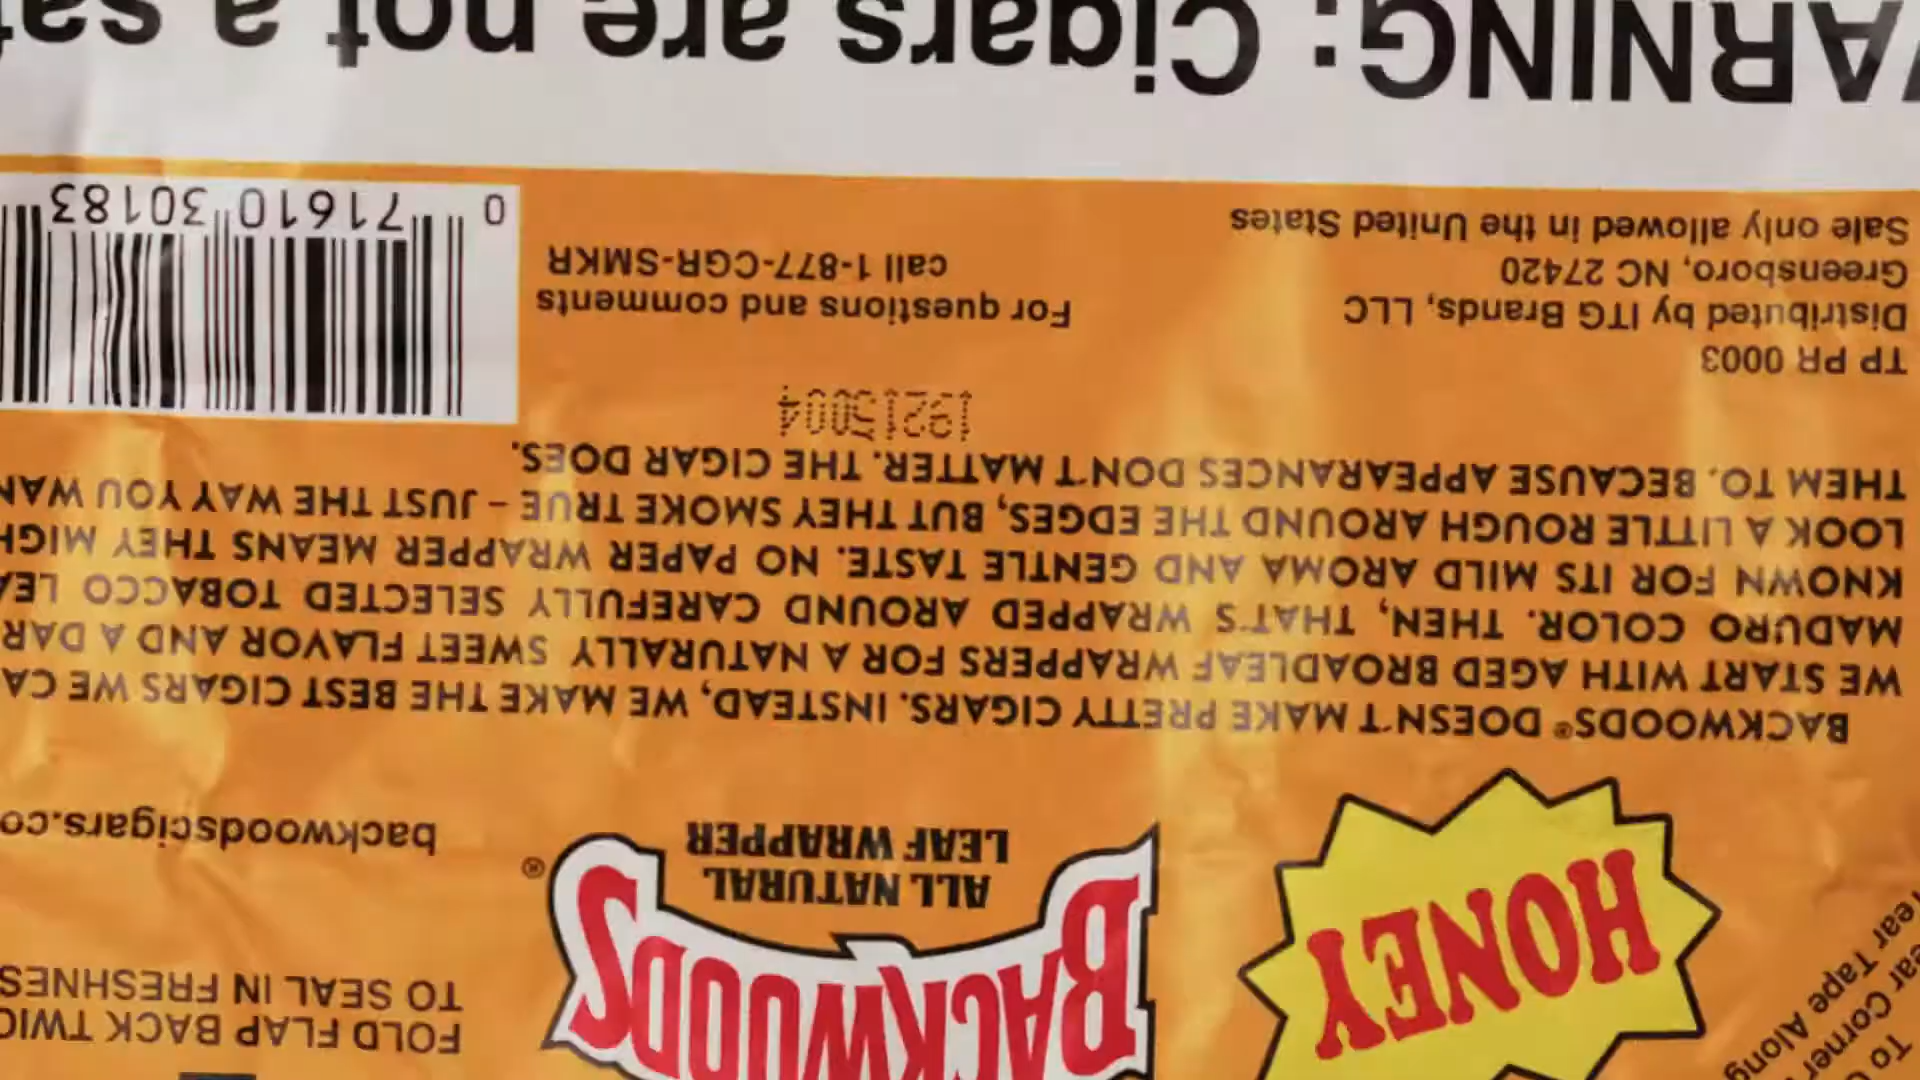 To O
ear Corner
Tear Tape Along
HONEY
BACKWOODS®
ALL NATURAL
LEAF WRAPPER
FOLD FLAP BACK TWIC
TO SEAL IN FRESHNESS
backwoodscigars.co
BACKWOODS® DOESN'T MAKE PRETTY CIGARS. INSTEAD, WE MAKE THE BEST CIGARS WE CA
WE START WITH AGED BROADLEAF WRAPPERS FOR A NATURALLY SWEET FLAVOR AND A DAR
MADURO COLOR. THEN, THAT'S WRAPPED AROUND CAREFULLY SELECTED TOBACCO LEA
KNOWN FOR ITS MILD AROMA AND GENTLE TASTE. NO PAPER WRAPPER MEANS THEY MIGH
LOOK A LITTLE ROUGH AROUND THE EDGES, BUT THEY SMOKE TRUE – JUST THE WAY YOU WAN
THEM TO. BECAUSE APPEARANCES DON'T MATTER. THE CIGAR DOES.
19215004
TP PR 0003
Distributed by ITG Brands, LLC
Greensboro, NC 27420
Sale only allowed in the United States
For questions and comments
call 1-877-CGR-SMKR
0 71610 30183
ARNING: Cigars are not a saf